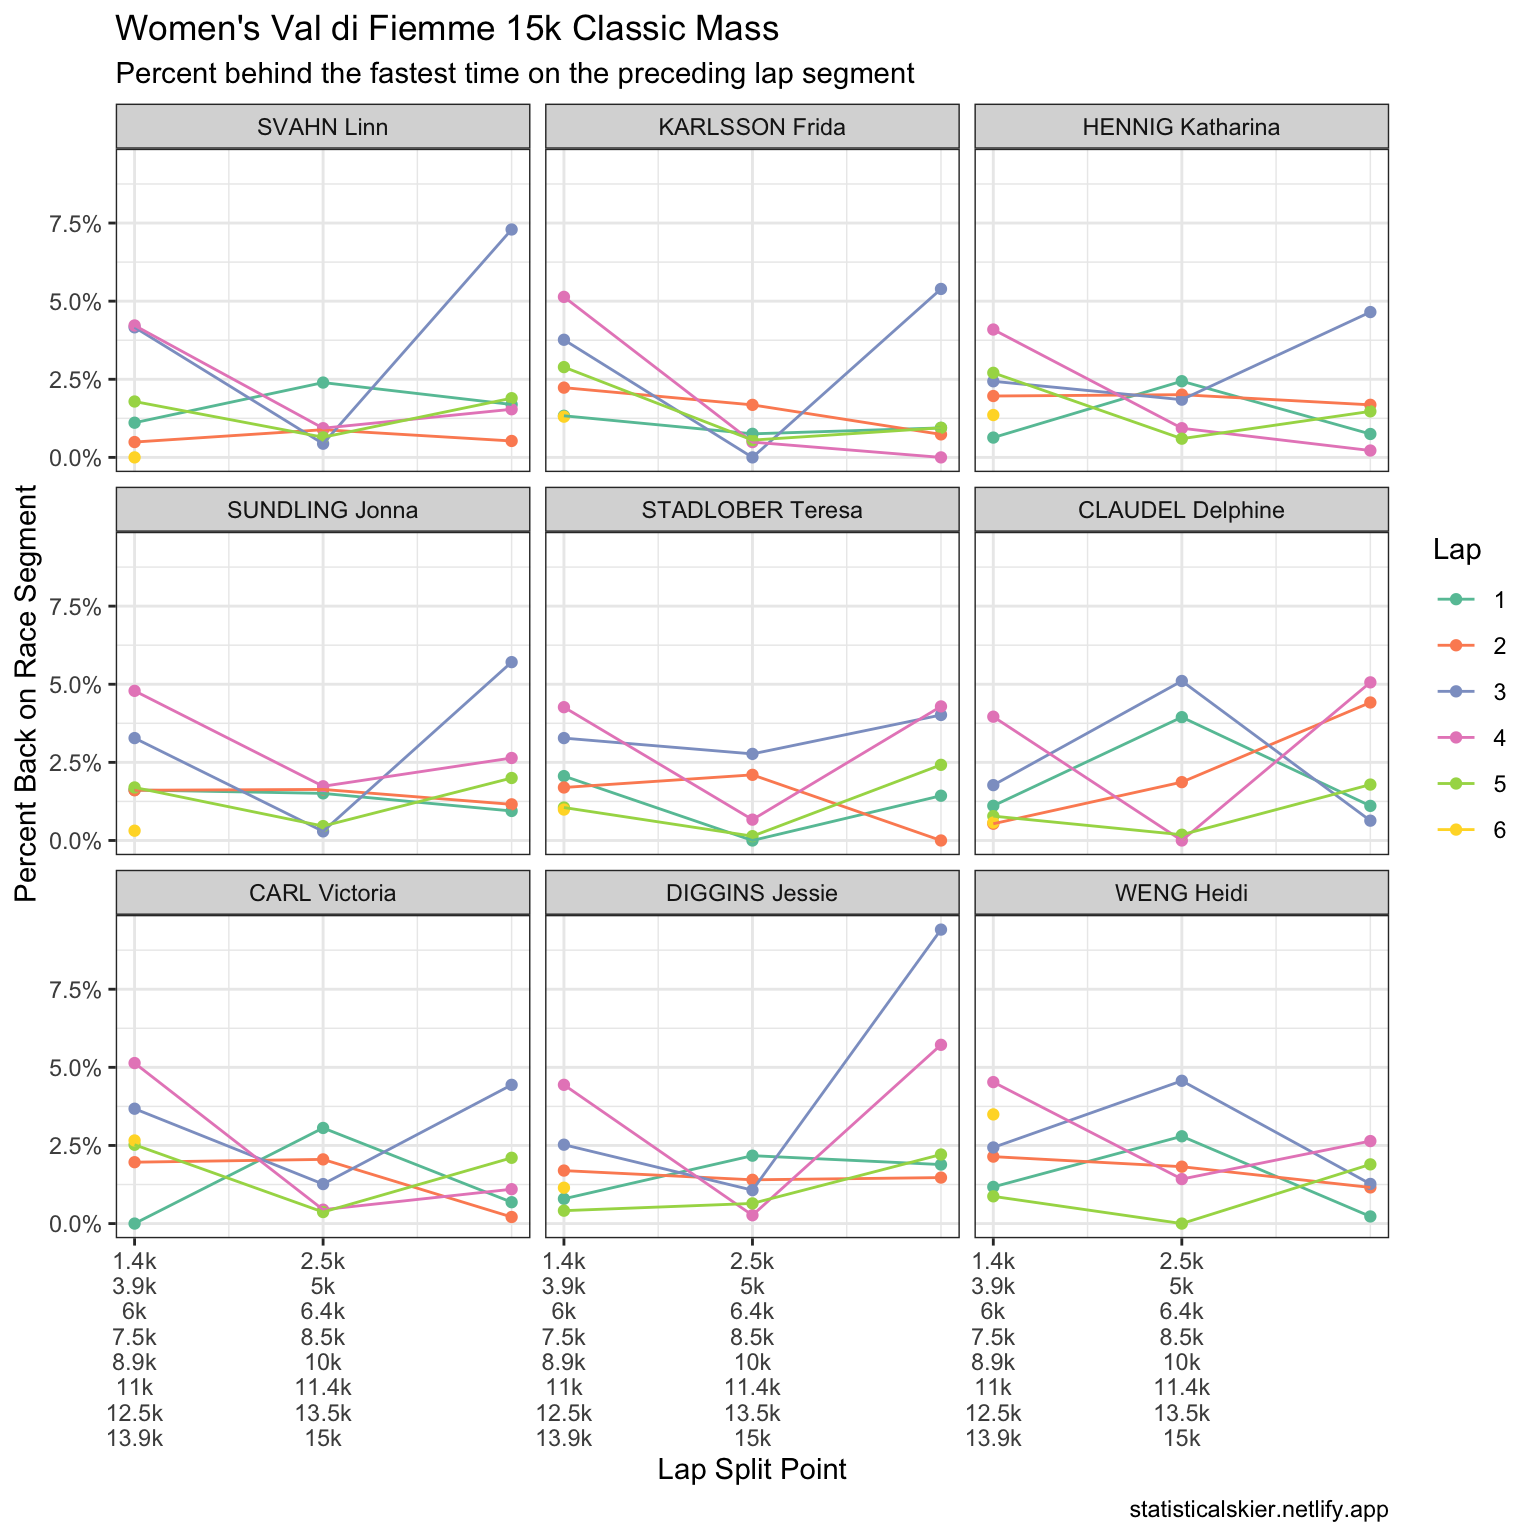 Women's Val di Fiemme 15k Classic Mass
Percent behind the fastest time on the preceding lap segment
SVAHN Linn
KARLSSON Frida
HENNIG Katharina
7.5%
5.0%
2.5%
0.0%
SUNDLING Jonna
STADLOBER Teresa
CLAUDEL Delphine
7.5%
5.0%
2.5%
0.0%
CARL Victoria
DIGGINS Jessie
WENG Heidi
7.5%
5.0%
2.5%
0.0%
Percent Back on Race Segment
1.4k 2.5k 1.4k 2.5k 1.4k 2.5k
3.9k 5k 3.9k 5k 3.9k 5k
6k 6.4k 6k 6.4k 6k 6.4k
7.5k 8.5k 7.5k 8.5k 7.5k 8.5k
8.9k 10k 8.9k 10k 8.9k 10k
11k 11.4k 11k 11.4k 11k 11.4k
12.5k 13.5k 12.5k 13.5k 12.5k 13.5k
13.9k 15k 13.9k 15k 13.9k 15k
Lap Split Point
Lap
1
2
3
4
5
6
statisticalskier.netlify.app